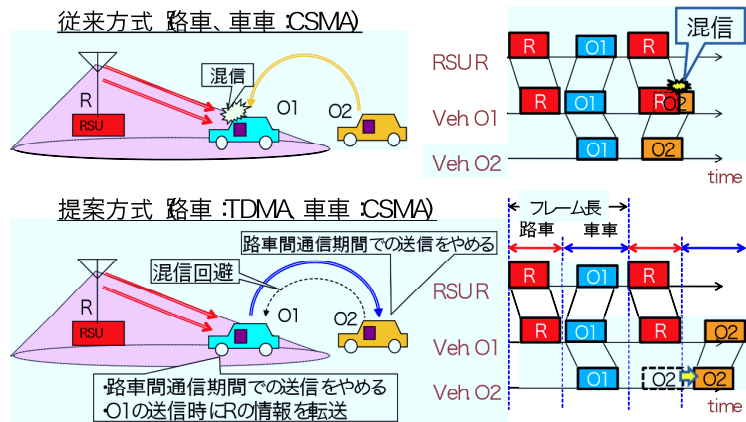 従来方式 路車、車車:CSMA)
混信
R
RSU
O1
O2
RSU R
R
O1
R
混信
Veh. O1
R
O1
R
O2
Veh. O2
O1
O2
time
提案方式 路車:TDMA、車車:CSMA)
路車間通信期間での送信をやめる
混信回避
R
RSU
O1
O2
・路車間通信期間での送信をやめる
・O1の送信時にRの情報を転送
フレーム長
路車
車車
RSU R
R
O1
R
Veh. O1
R
O1
R
O2
Veh. O2
O1
O2
O2
time